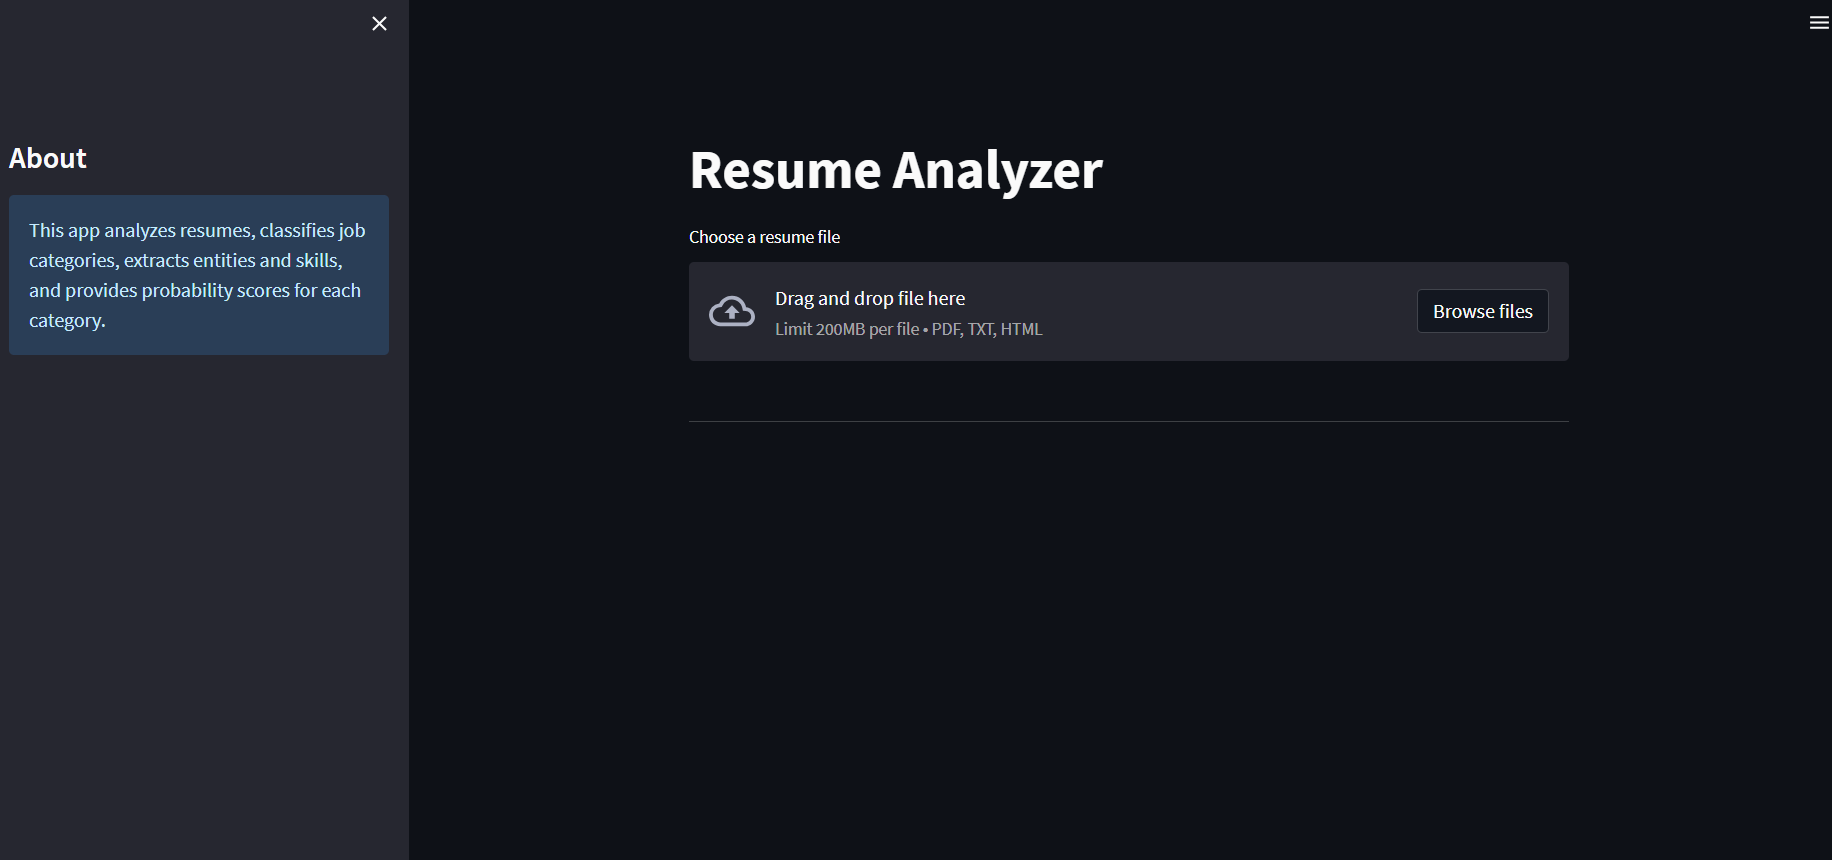 About
This app analyzes resumes, classifies job
categories, extracts entities and skills,
and provides probability scores for each
category.
Resume Analyzer
Choose a resume file
Drag and drop file here
Limit 200MB per file • PDF, TXT, HTML
Browse files